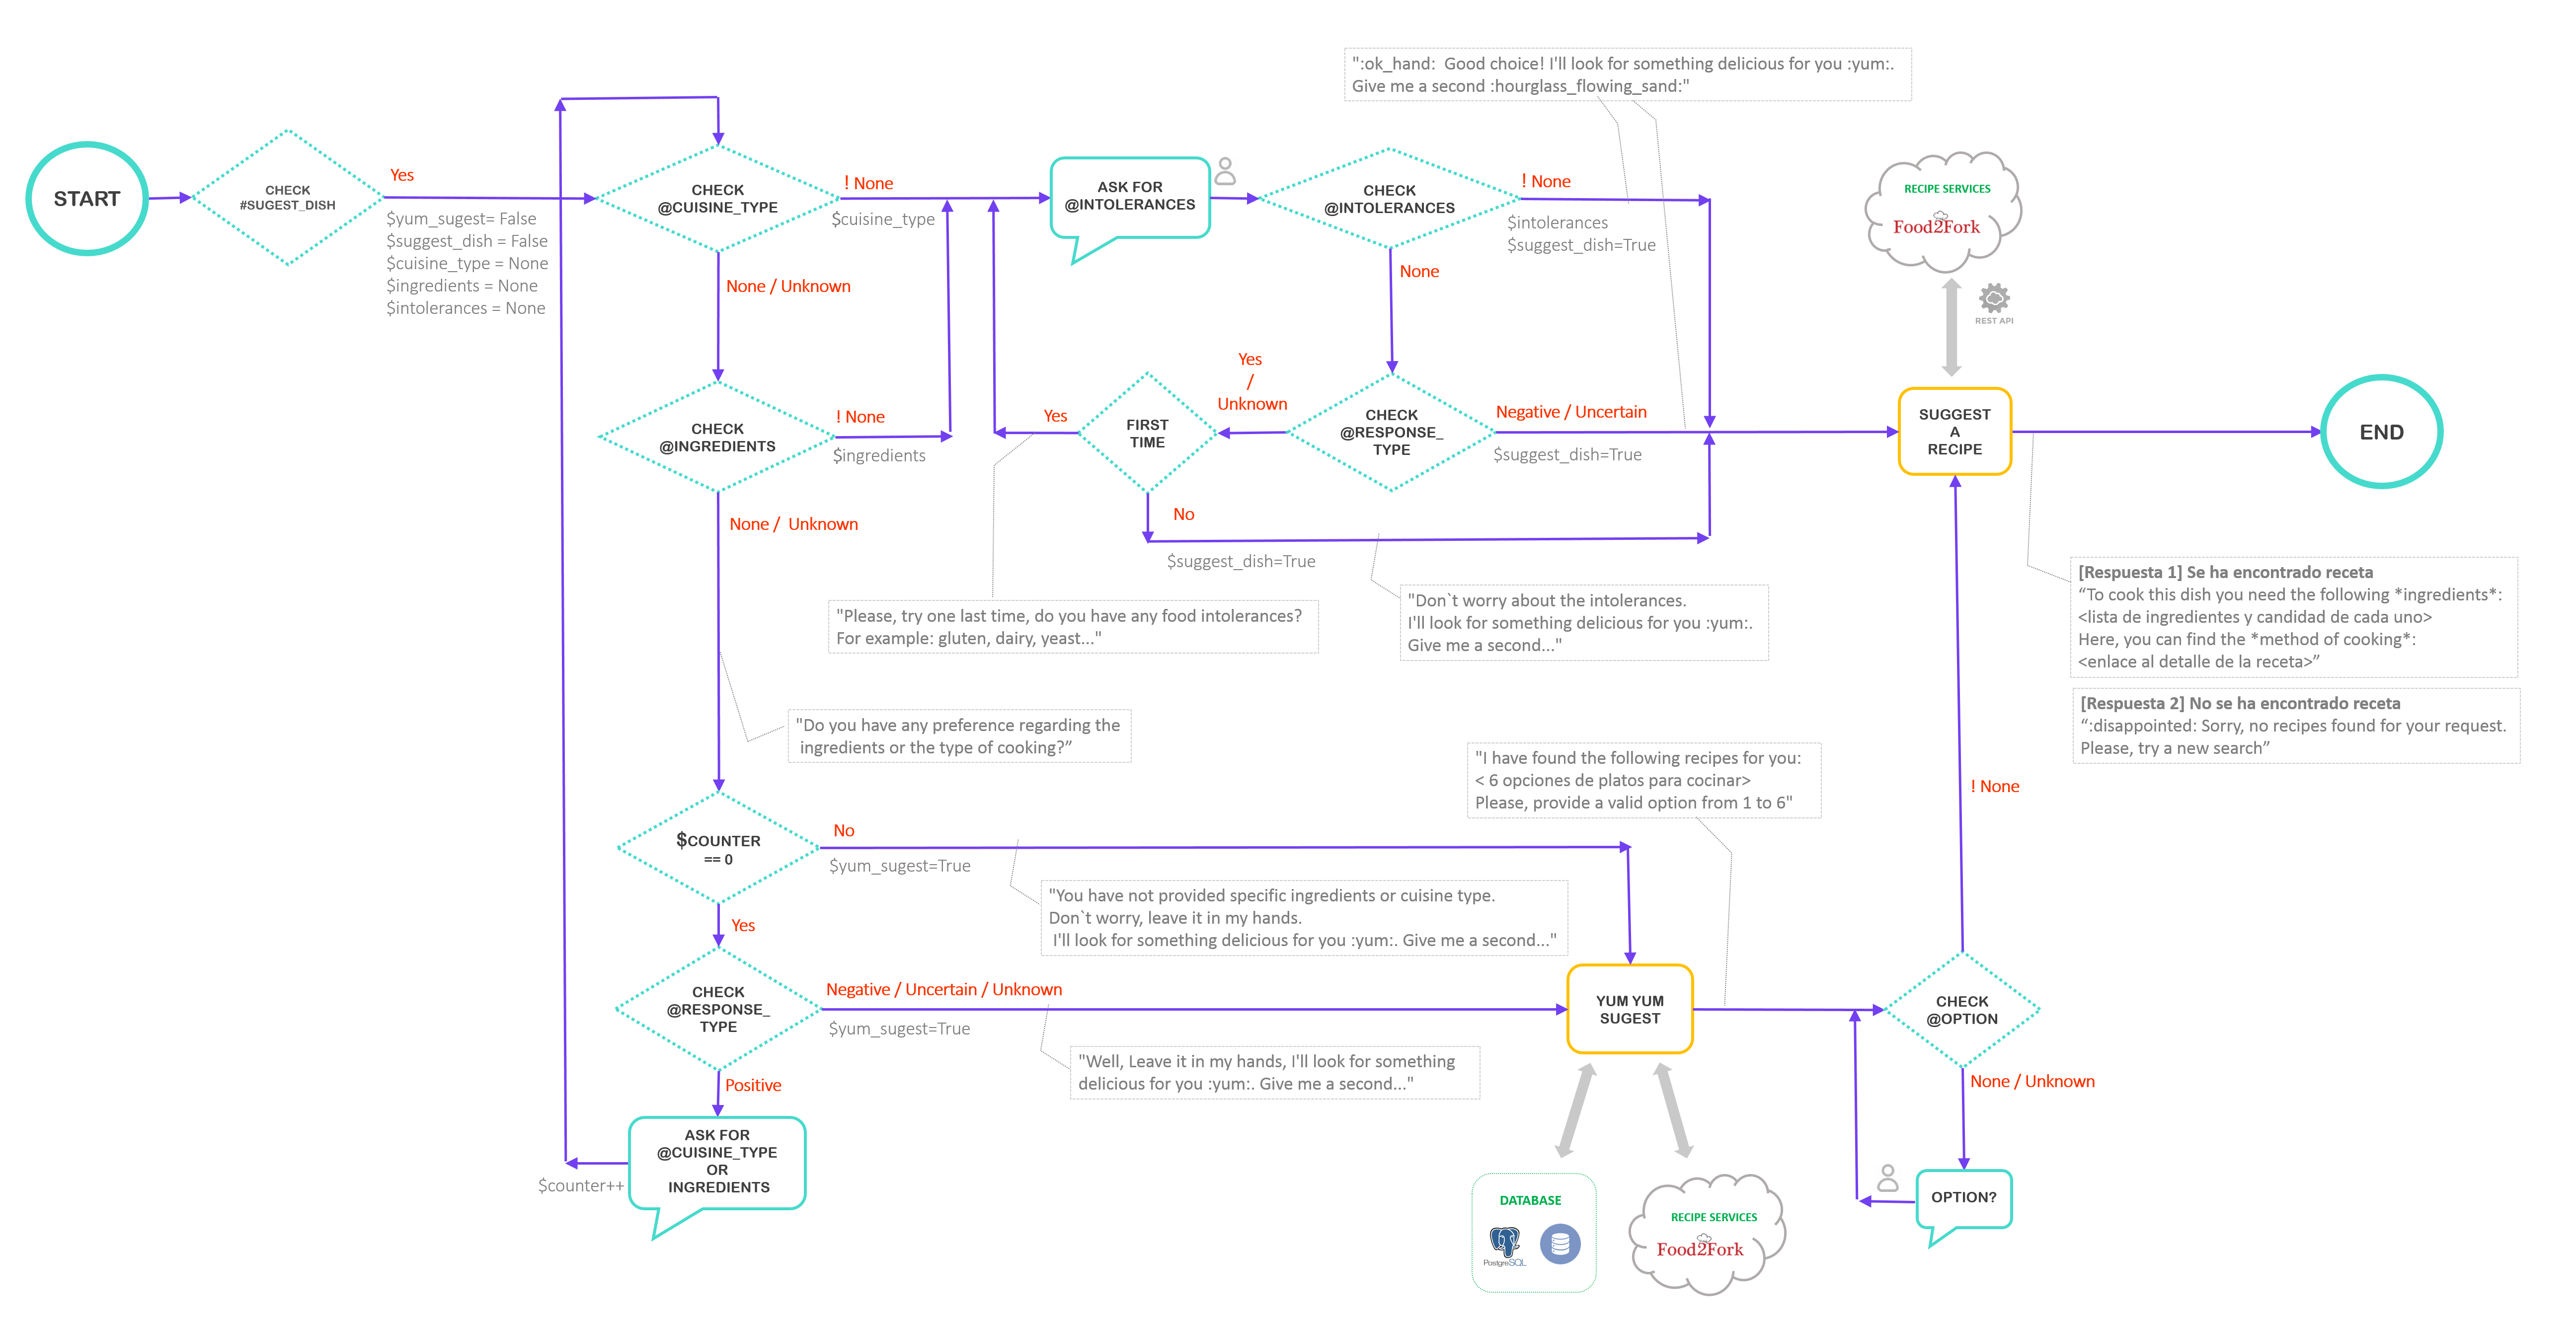 ":ok_hand:  Good choice! I'll look for something delicious for you :yum:.
Give me a second :hourglass_flowing_sand:"
START
CHECK
#SUGEST_DISH
Yes
$yum_sugest= False
$suggest_dish = False
$cuisine_type = None
$ingredients = None
$intolerances = None
CHECK
@CUISINE_TYPE
! None
$cuisine_type
None / Unknown
ASK FOR
@INTOLERANCES
CHECK
@INTOLERANCES
! None
$intolerances
$suggest_dish=True
None
RECIPE SERVICES
Food2Fork
REST API
CHECK
@INGREDIENTS
! None
$ingredients
None /  Unknown
Yes
FIRST
TIME
Yes
/
Unknown
CHECK
@RESPONSE_
TYPE
Negative / Uncertain
$suggest_dish=True
No
$suggest_dish=True
SUGGEST
A
RECIPE
END
"Please, try one last time, do you have any food intolerances?
For example: gluten, dairy, yeast..."
"Don`t worry about the intolerances.
I'll look for something delicious for you :yum:.
Give me a second..."
[Respuesta 1] Se ha encontrado receta
“To cook this dish you need the following *ingredients*:
<lista de ingredientes y candidad de cada uno>
Here, you can find the *method of cooking*:
<enlace al detalle de la receta>”
[Respuesta 2] No se ha encontrado receta
“:disappointed: Sorry, no recipes found for your request.
Please, try a new search”
"Do you have any preference regarding the
ingredients or the type of cooking?”
"I have found the following recipes for you:
< 6 opciones de platos para cocinar>
Please, provide a valid option from 1 to 6"
! None
$COUNTER
== 0
No
$yum_sugest=True
"You have not provided specific ingredients or cuisine type.
Don`t worry, leave it in my hands.
I'll look for something delicious for you :yum:. Give me a second..."
Yes
CHECK
@RESPONSE_
TYPE
Negative / Uncertain / Unknown
$yum_sugest=True
"Well, Leave it in my hands, I'll look for something
delicious for you :yum:. Give me a second..."
YUM YUM
SUGEST
CHECK
@OPTION
None / Unknown
Positive
ASK FOR
@CUISINE_TYPE
OR
INGREDIENTS
$counter++
DATABASE
PostgreSQL
RECIPE SERVICES
Food2Fork
OPTION?